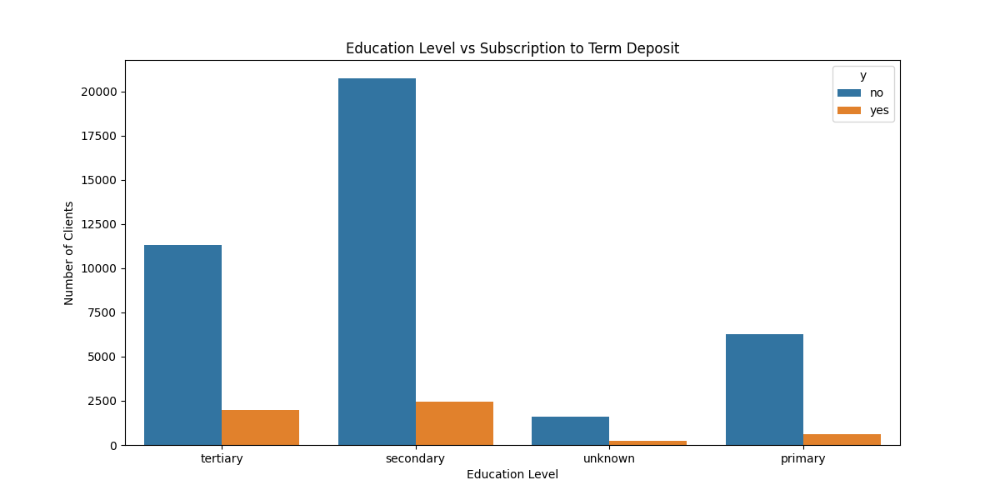 Education Level vs Subscription to Term Deposit
y
no
yes
Number of Clients
20000
17500
15000
12500
10000
7500
5000
2500
0
tertiary secondary unknown primary
Education Level